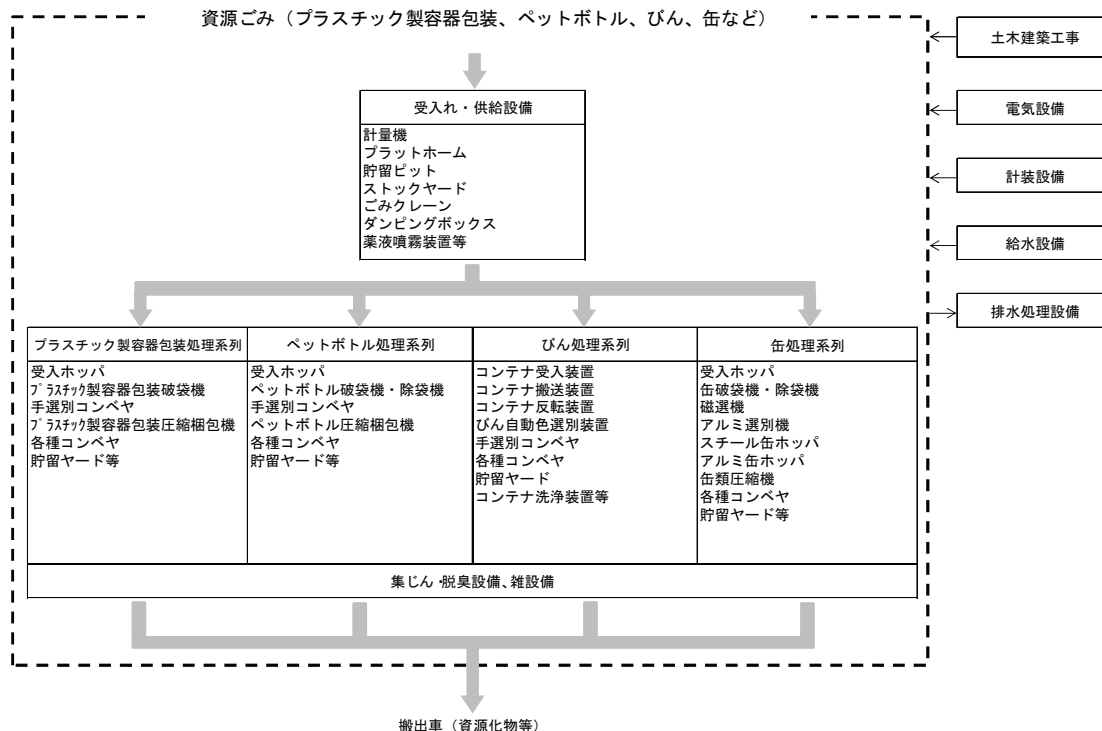 資源ごみ（プラスチック製容器包装、ペットボトル、びん、缶など）
受入れ・供給設備
計量機
プラットホーム
貯留ピット
ストックヤード
ごみクレーン
ダンピングボックス
薬液噴霧装置等
プラスチック製容器包装処理系列
受入ホッパ
プラスチック製容器包装破袋機
手選別コンベヤ
プラスチック製容器包装圧縮梱包機
各種コンベヤ
貯留ヤード等
ペットボトル処理系列
受入ホッパ
ペットボトル破袋機・除袋機
手選別コンベヤ
ペットボトル圧縮梱包機
各種コンベヤ
貯留ヤード等
びん処理系列
コンテナ受入装置
コンテナ搬送装置
コンテナ反転装置
びん自動色選別装置
手選別コンベヤ
各種コンベヤ
貯留ヤード
コンテナ洗浄装置等
缶処理系列
受入ホッパ
缶破袋機・除袋機
磁選機
アルミ選別機
スチール缶ホッパ
アルミ缶ホッパ
缶類圧縮機
各種コンベヤ
貯留ヤード等
集じん・脱臭設備、雑設備
搬出車（資源化物等）
土木建築工事
電気設備
計装設備
給水設備
排水処理設備